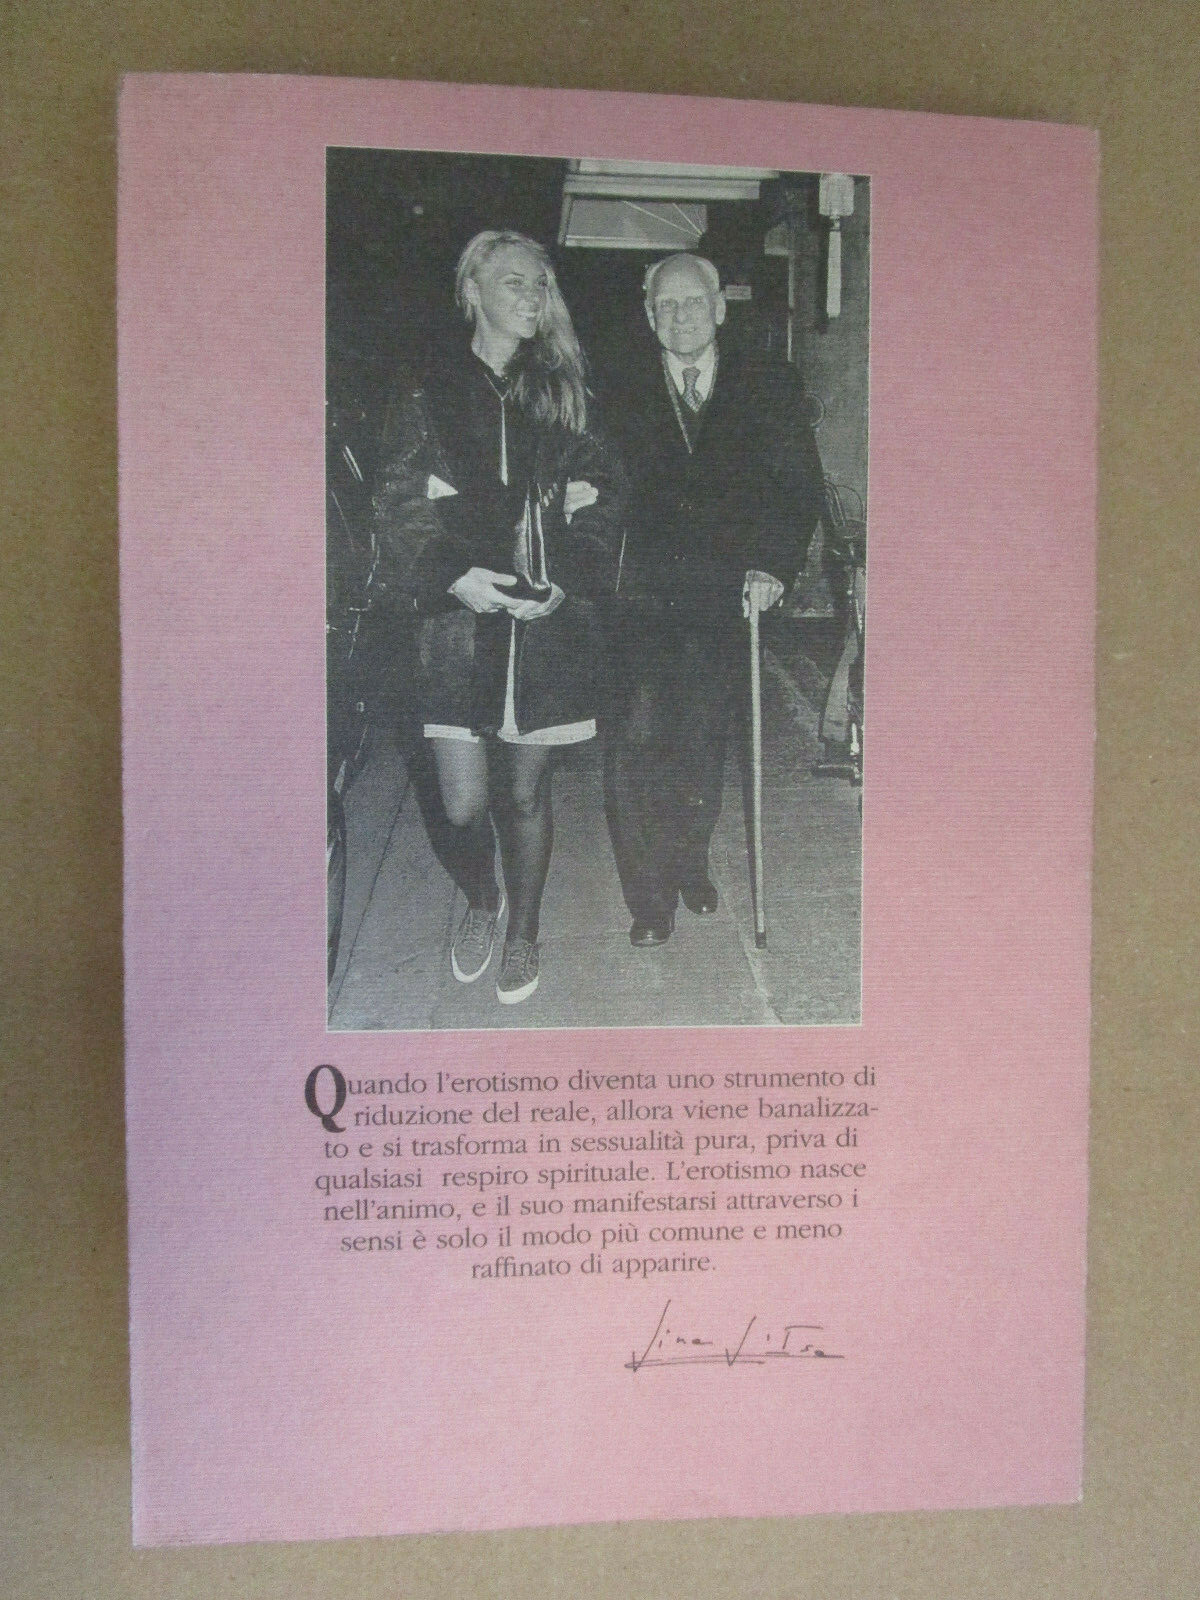 Quando l'erotismo diventa uno strumento di
riduzione del reale, allora viene banalizza-
to e si trasforma in sessualità pura, priva di
qualsiasi respiro spirituale. L'erotismo nasce
nell'animo, e il suo manifestarsi attraverso i
sensi è solo il modo più comune e meno
raffinato di apparire.